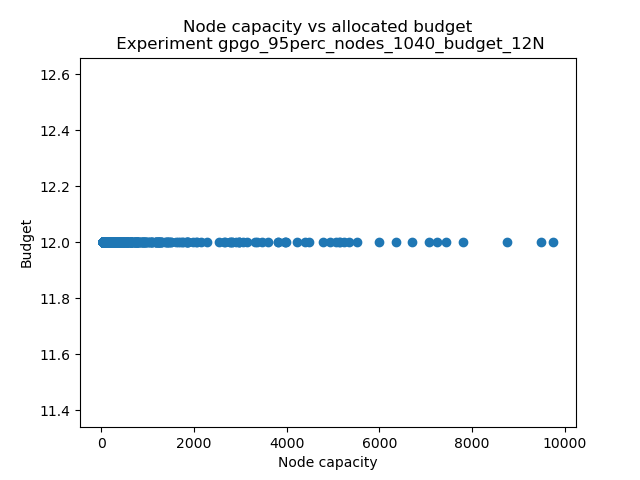 Node capacity vs allocated budget
Experiment gpgo_95perc_nodes_1040_budget_12N
12.6
12.4
12.2
12.0
11.8
11.6
11.4
Budget
0 2000 4000 6000 8000 10000
Node capacity